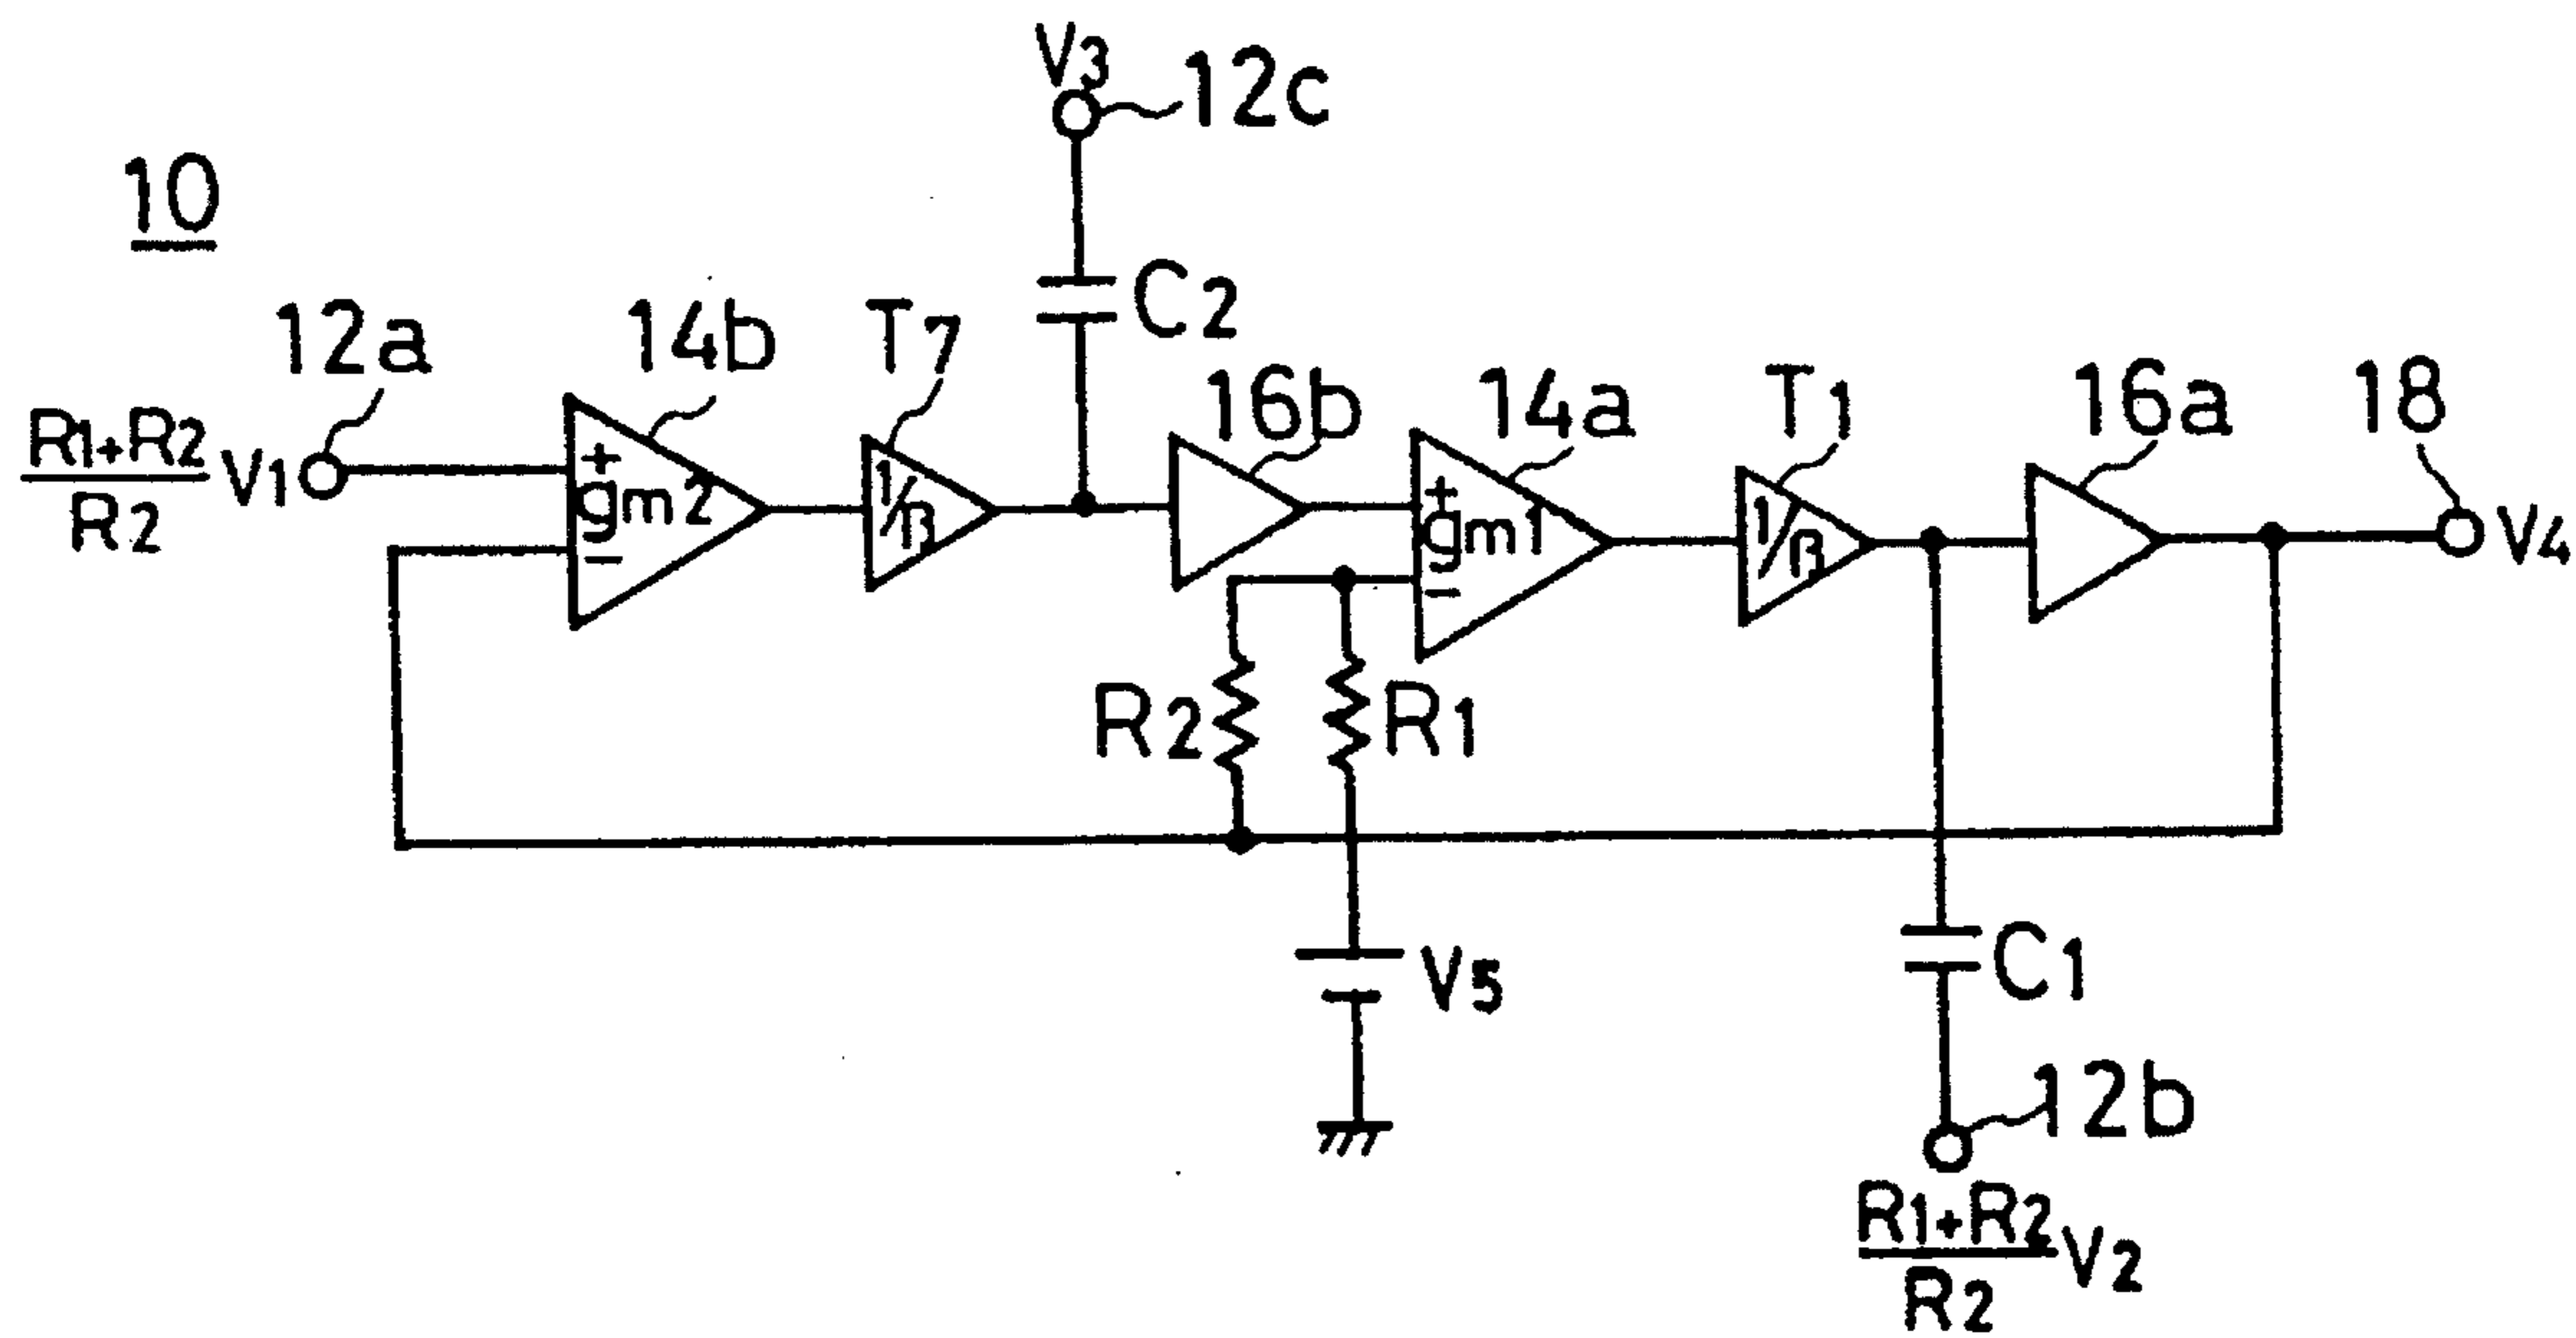 V3
12c
10
C2
12a
14b
T7
16b
14a
T1
16a
18
R1+R2
R2
V1
+
gm2
−
1/β
+
gm1
−
1/β
V4
R2
R1
V5
C1
12b
R1+R2
R2
V2